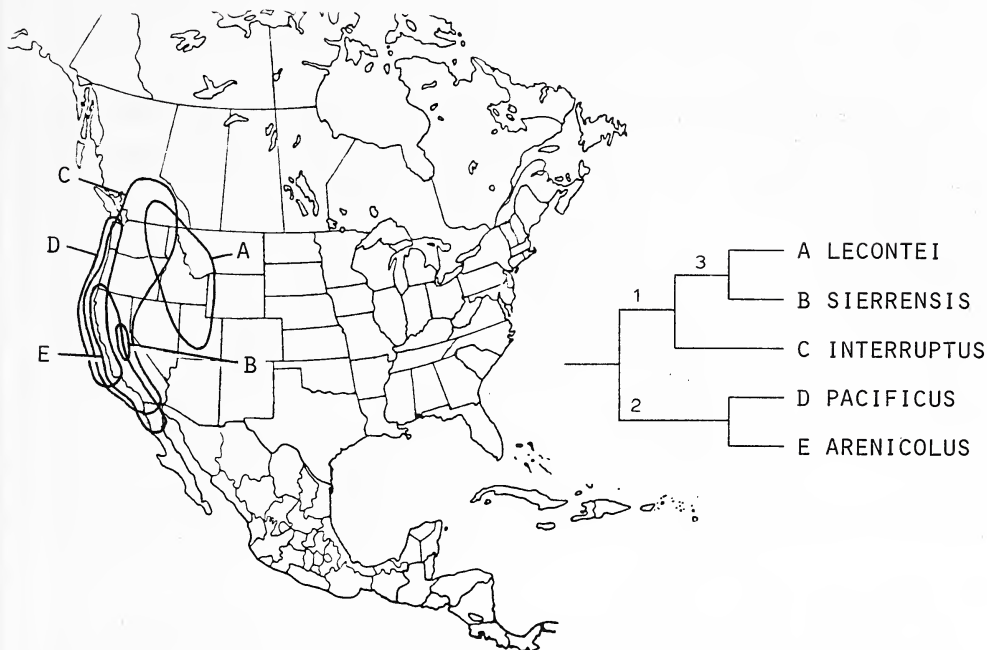 C
D
A
E
B
3
A LECONTEI
1
B SIERRENSIS
C INTERRUPTUS
2
D PACIFICUS
E ARENICOLUS